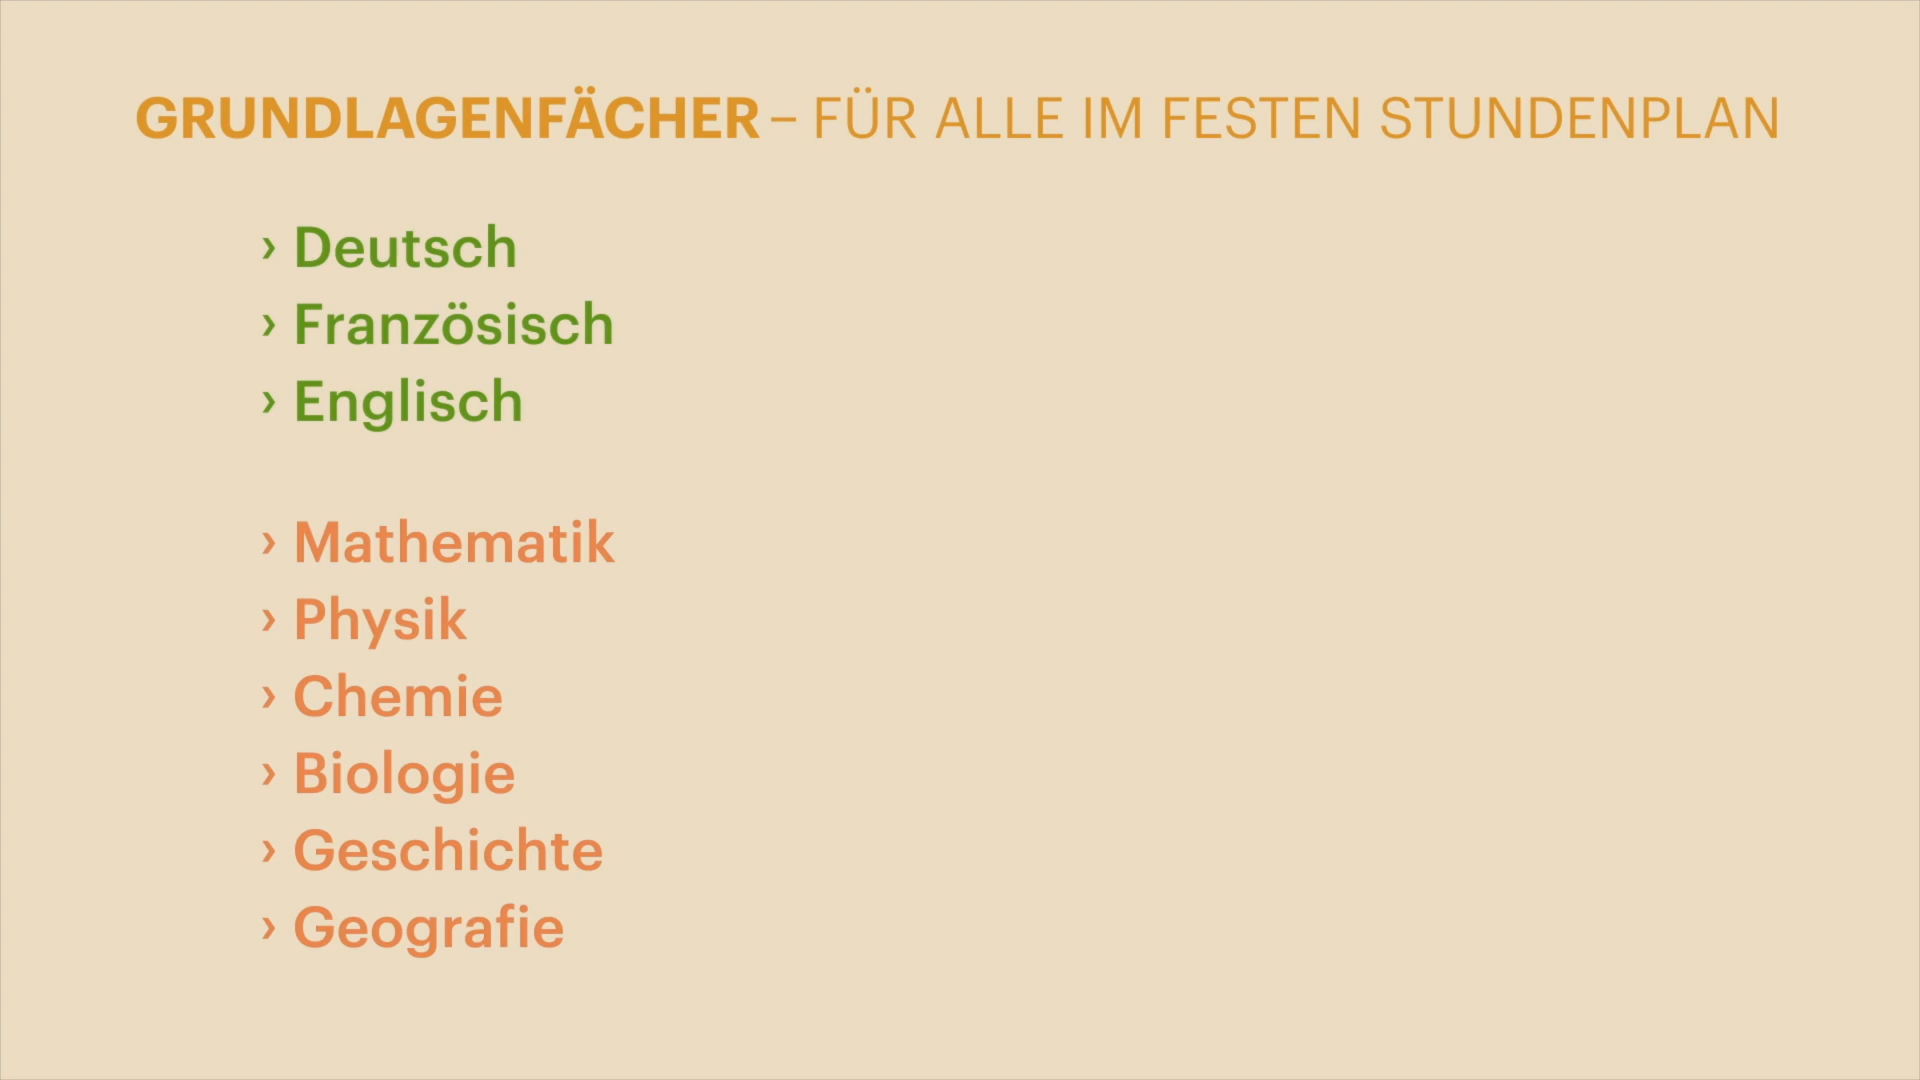 GRUNDLAGENFÄCHER – FÜR ALLE IM FESTEN STUNDENPLAN
› Deutsch
› Französisch
› Englisch
› Mathematik
› Physik
› Chemie
› Biologie
› Geschichte
› Geografie